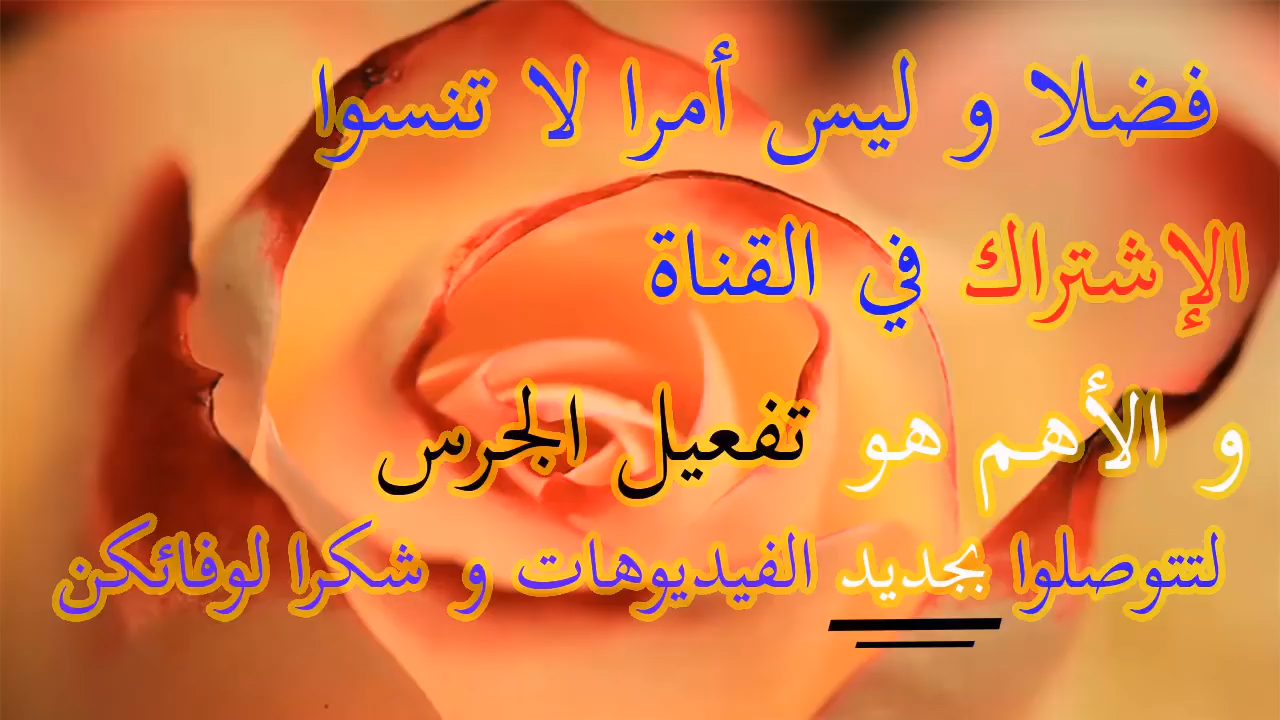 فضلا و ليس أمرا لا تنسوا
الإشتراك في القناة
و الأهم هو تفعيل الجرس
لتتوصلوا بجديد الفيديوهات و شكرا لوفائكن